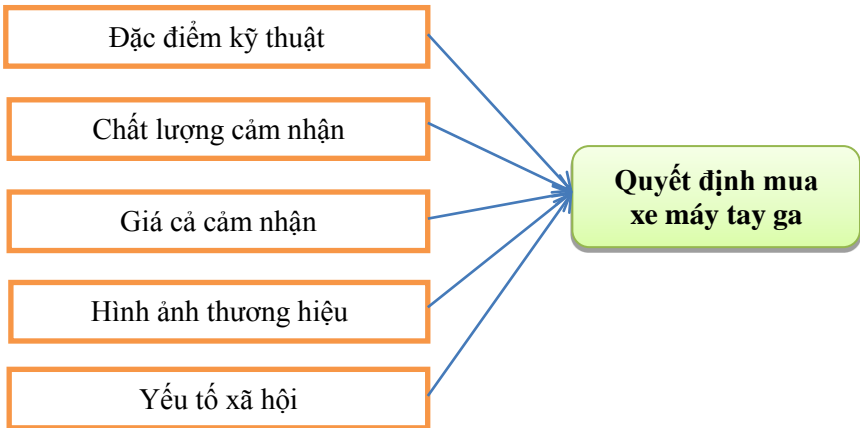 Đặc điểm kỹ thuật
Chất lượng cảm nhận
Giá cả cảm nhận
Hình ảnh thương hiệu
Yếu tố xã hội
Quyết định mua
xe máy tay ga